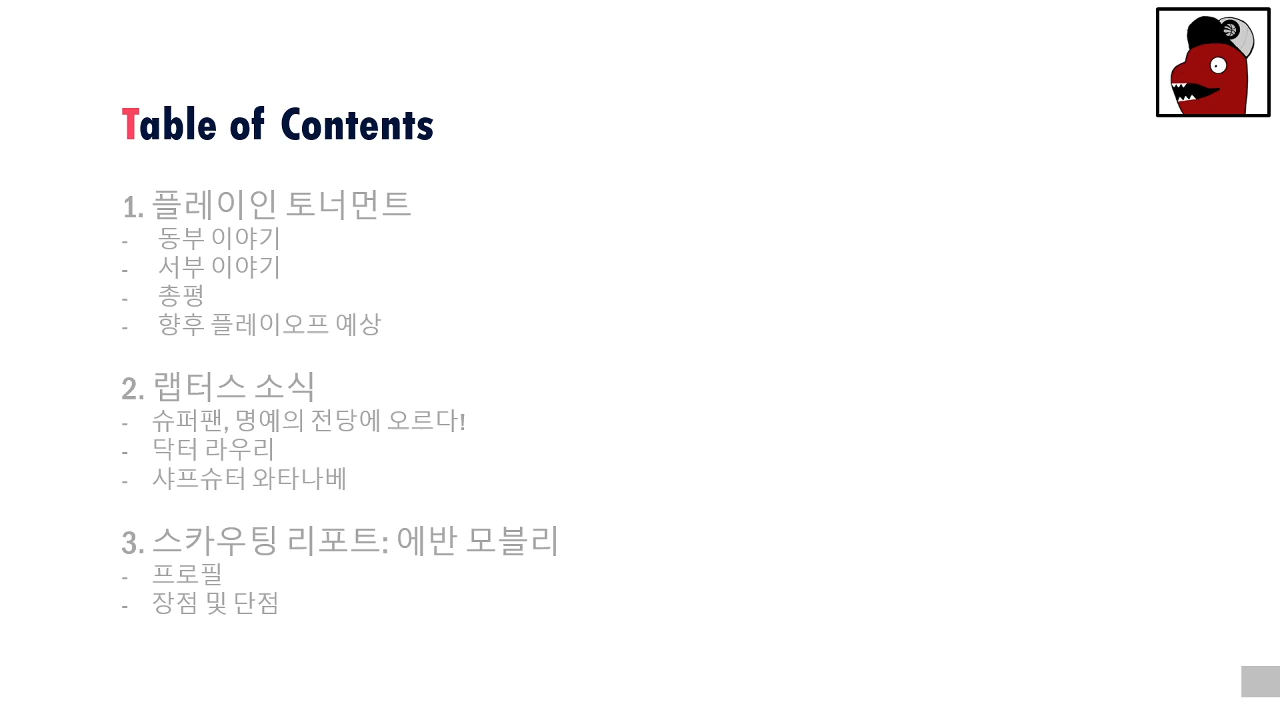 Table of Contents
1. 플레이인 토너먼트
- 동부 이야기
- 서부 이야기
- 총평
- 향후 플레이오프 예상
2. 랩터스 소식
- 슈퍼팬, 명예의 전당에 오르다!
- 닥터 라우리
- 샤프슈터 와타나베
3. 스카우팅 리포트: 에반 모블리
- 프로필
- 장점 및 단점